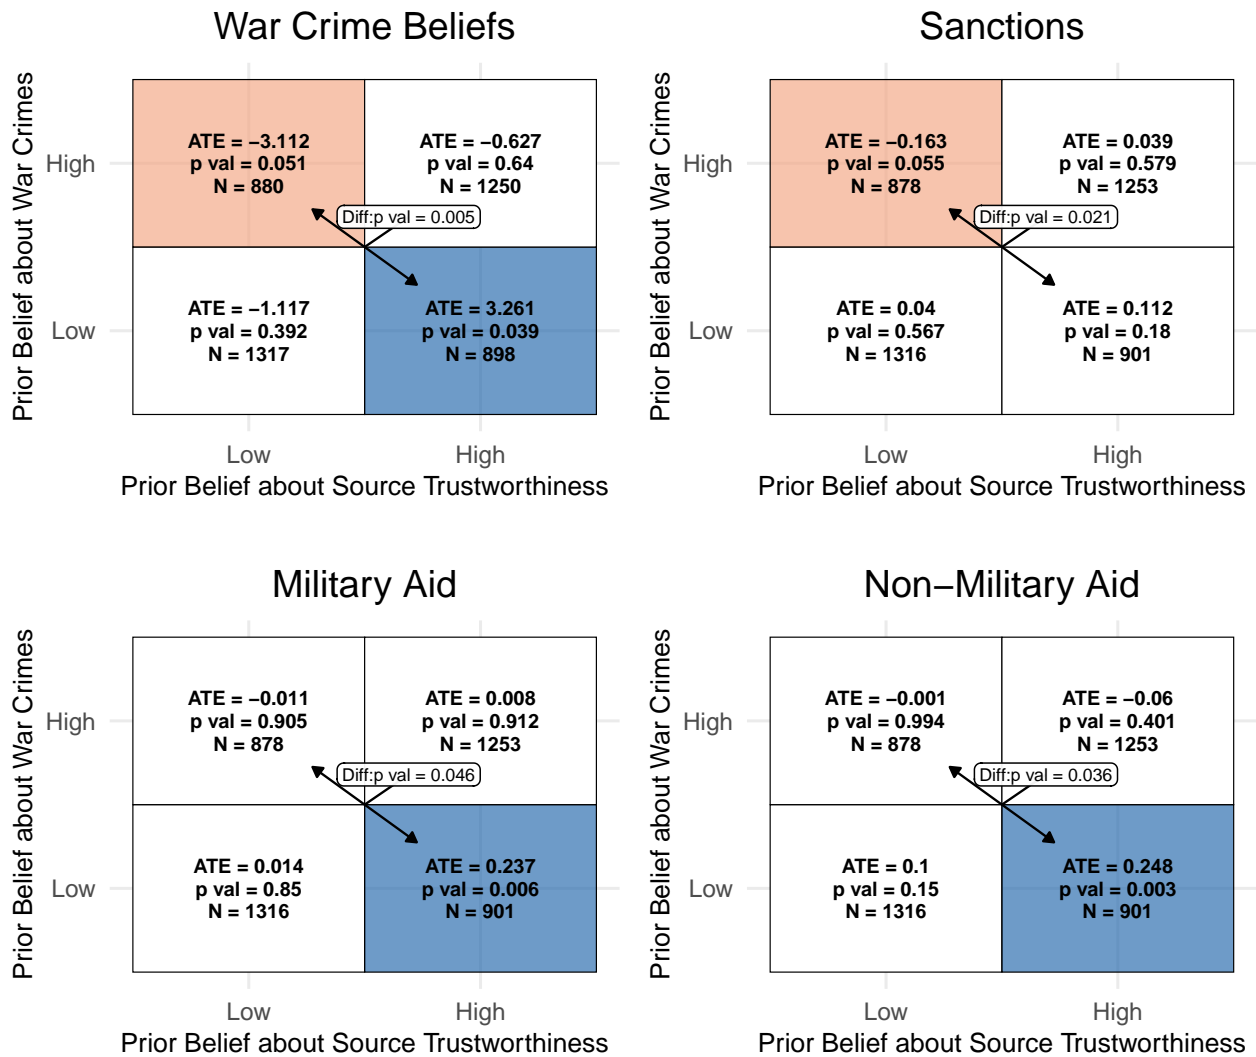 War Crime Beliefs
Prior Belief about War Crimes
High
Low
ATE = −3.112
p val = 0.051
N = 880
ATE = −0.627
p val = 0.64
N = 1250
Diff:p val = 0.005
ATE = −1.117
p val = 0.392
N = 1317
ATE = 3.261
p val = 0.039
N = 898
Low
High
Prior Belief about Source Trustworthiness
Sanctions
Prior Belief about War Crimes
High
Low
ATE = −0.163
p val = 0.055
N = 878
ATE = 0.039
p val = 0.579
N = 1253
Diff:p val = 0.021
ATE = 0.04
p val = 0.567
N = 1316
ATE = 0.112
p val = 0.18
N = 901
Low
High
Prior Belief about Source Trustworthiness
Military Aid
Prior Belief about War Crimes
High
Low
ATE = −0.011
p val = 0.905
N = 878
ATE = 0.008
p val = 0.912
N = 1253
Diff:p val = 0.046
ATE = 0.014
p val = 0.85
N = 1316
ATE = 0.237
p val = 0.006
N = 901
Low
High
Prior Belief about Source Trustworthiness
Non−Military Aid
Prior Belief about War Crimes
High
Low
ATE = −0.001
p val = 0.994
N = 878
ATE = −0.06
p val = 0.401
N = 1253
Diff:p val = 0.036
ATE = 0.1
p val = 0.15
N = 1316
ATE = 0.248
p val = 0.003
N = 901
Low
High
Prior Belief about Source Trustworthiness